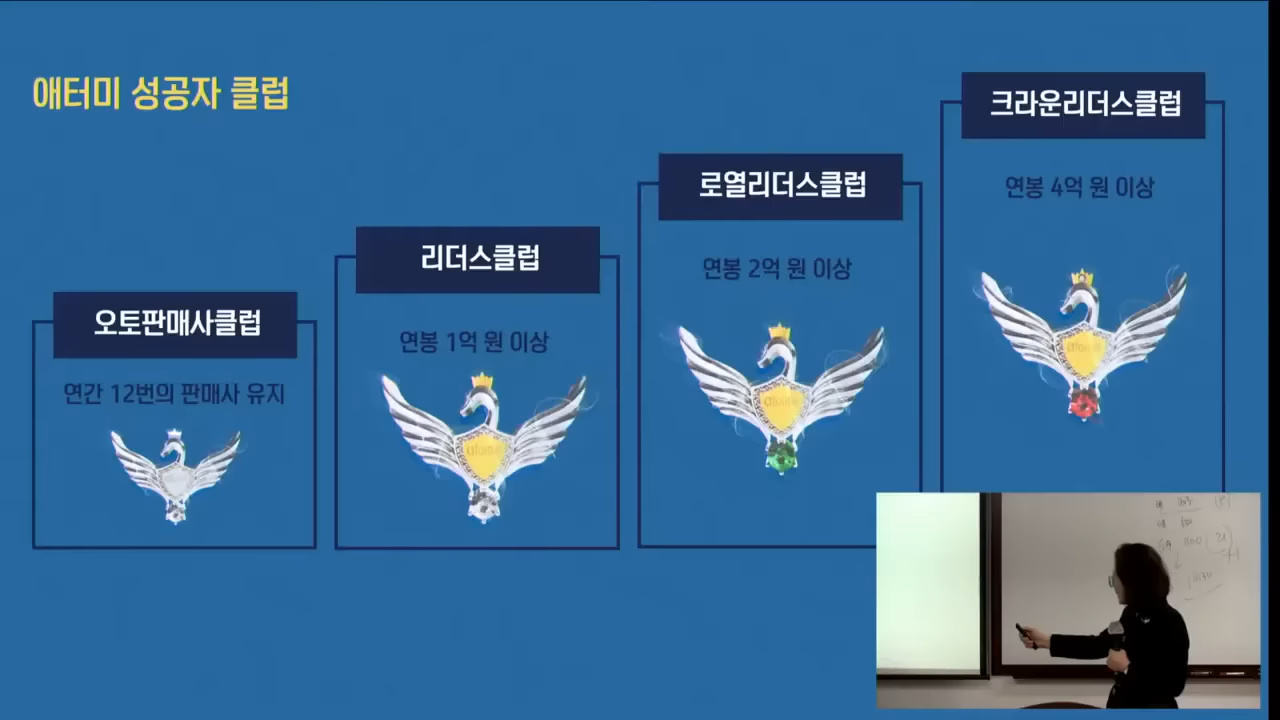 애터미 성공자 클럽
오토판매사클럽
연간 12번의 판매사 유지
리더스클럽
연봉 1억 원 이상
로열리더스클럽
연봉 2억 원 이상
크라운리더스클럽
연봉 4억 원 이상